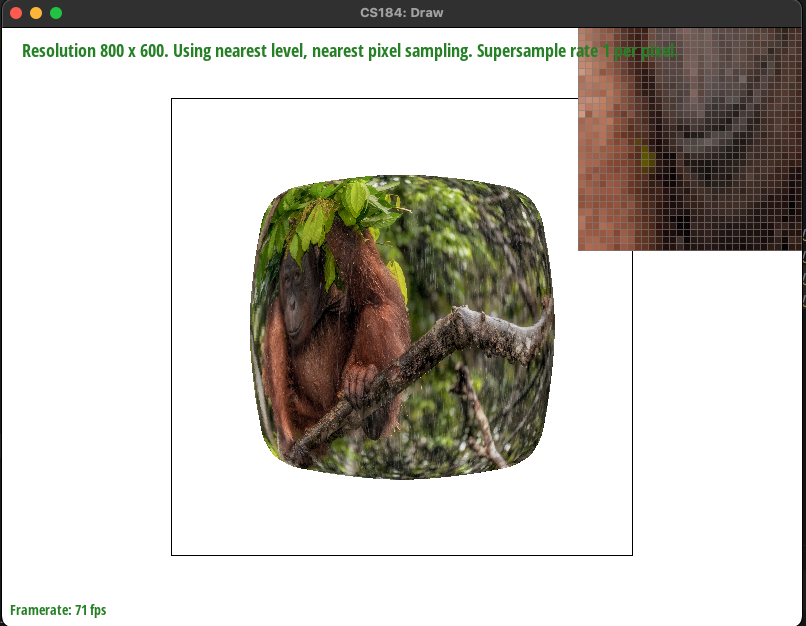 CS184: Draw
Resolution 800 x 600. Using nearest level, nearest pixel sampling. Supersample rate 1 per pixel.
Framerate: 71 fps